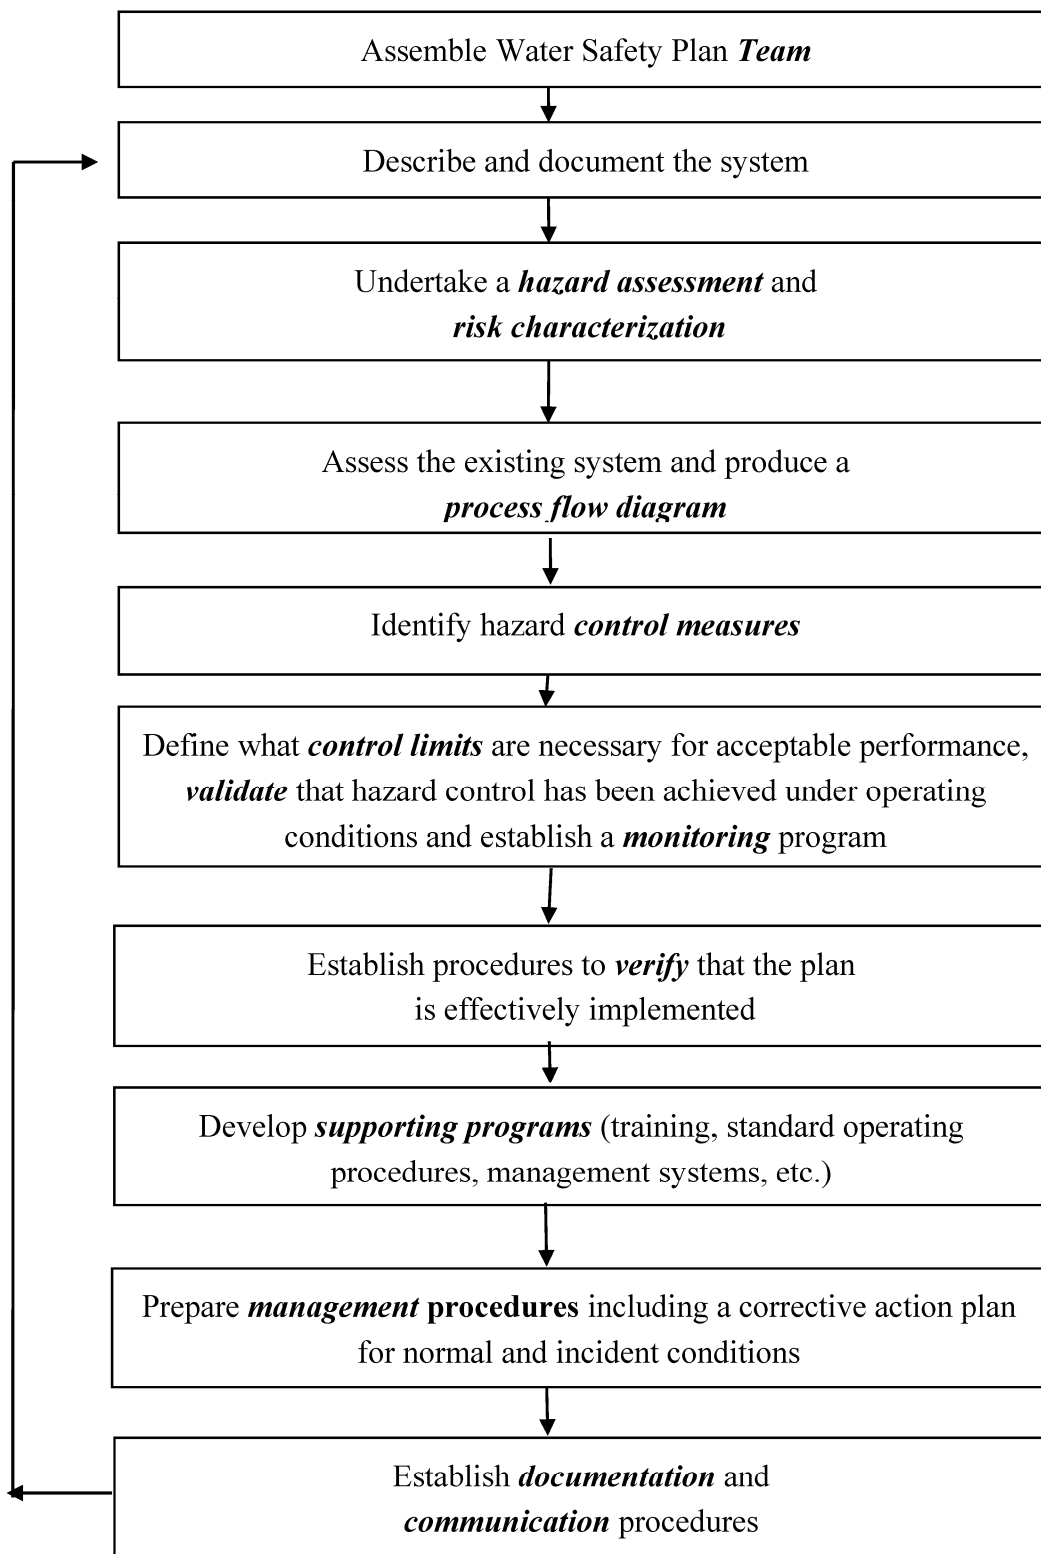 Assemble Water Safety Plan Team
Describe and document the system
Undertake a hazard assessment and
risk characterization
Assess the existing system and produce a
process flow diagram
Identify hazard control measures
Define what control limits are necessary for acceptable performance,
validate that hazard control has been achieved under operating
conditions and establish a monitoring program
Establish procedures to verify that the plan
is effectively implemented
Develop supporting programs (training, standard operating
procedures, management systems, etc.)
Prepare management procedures including a corrective action plan
for normal and incident conditions
Establish documentation and
communication procedures